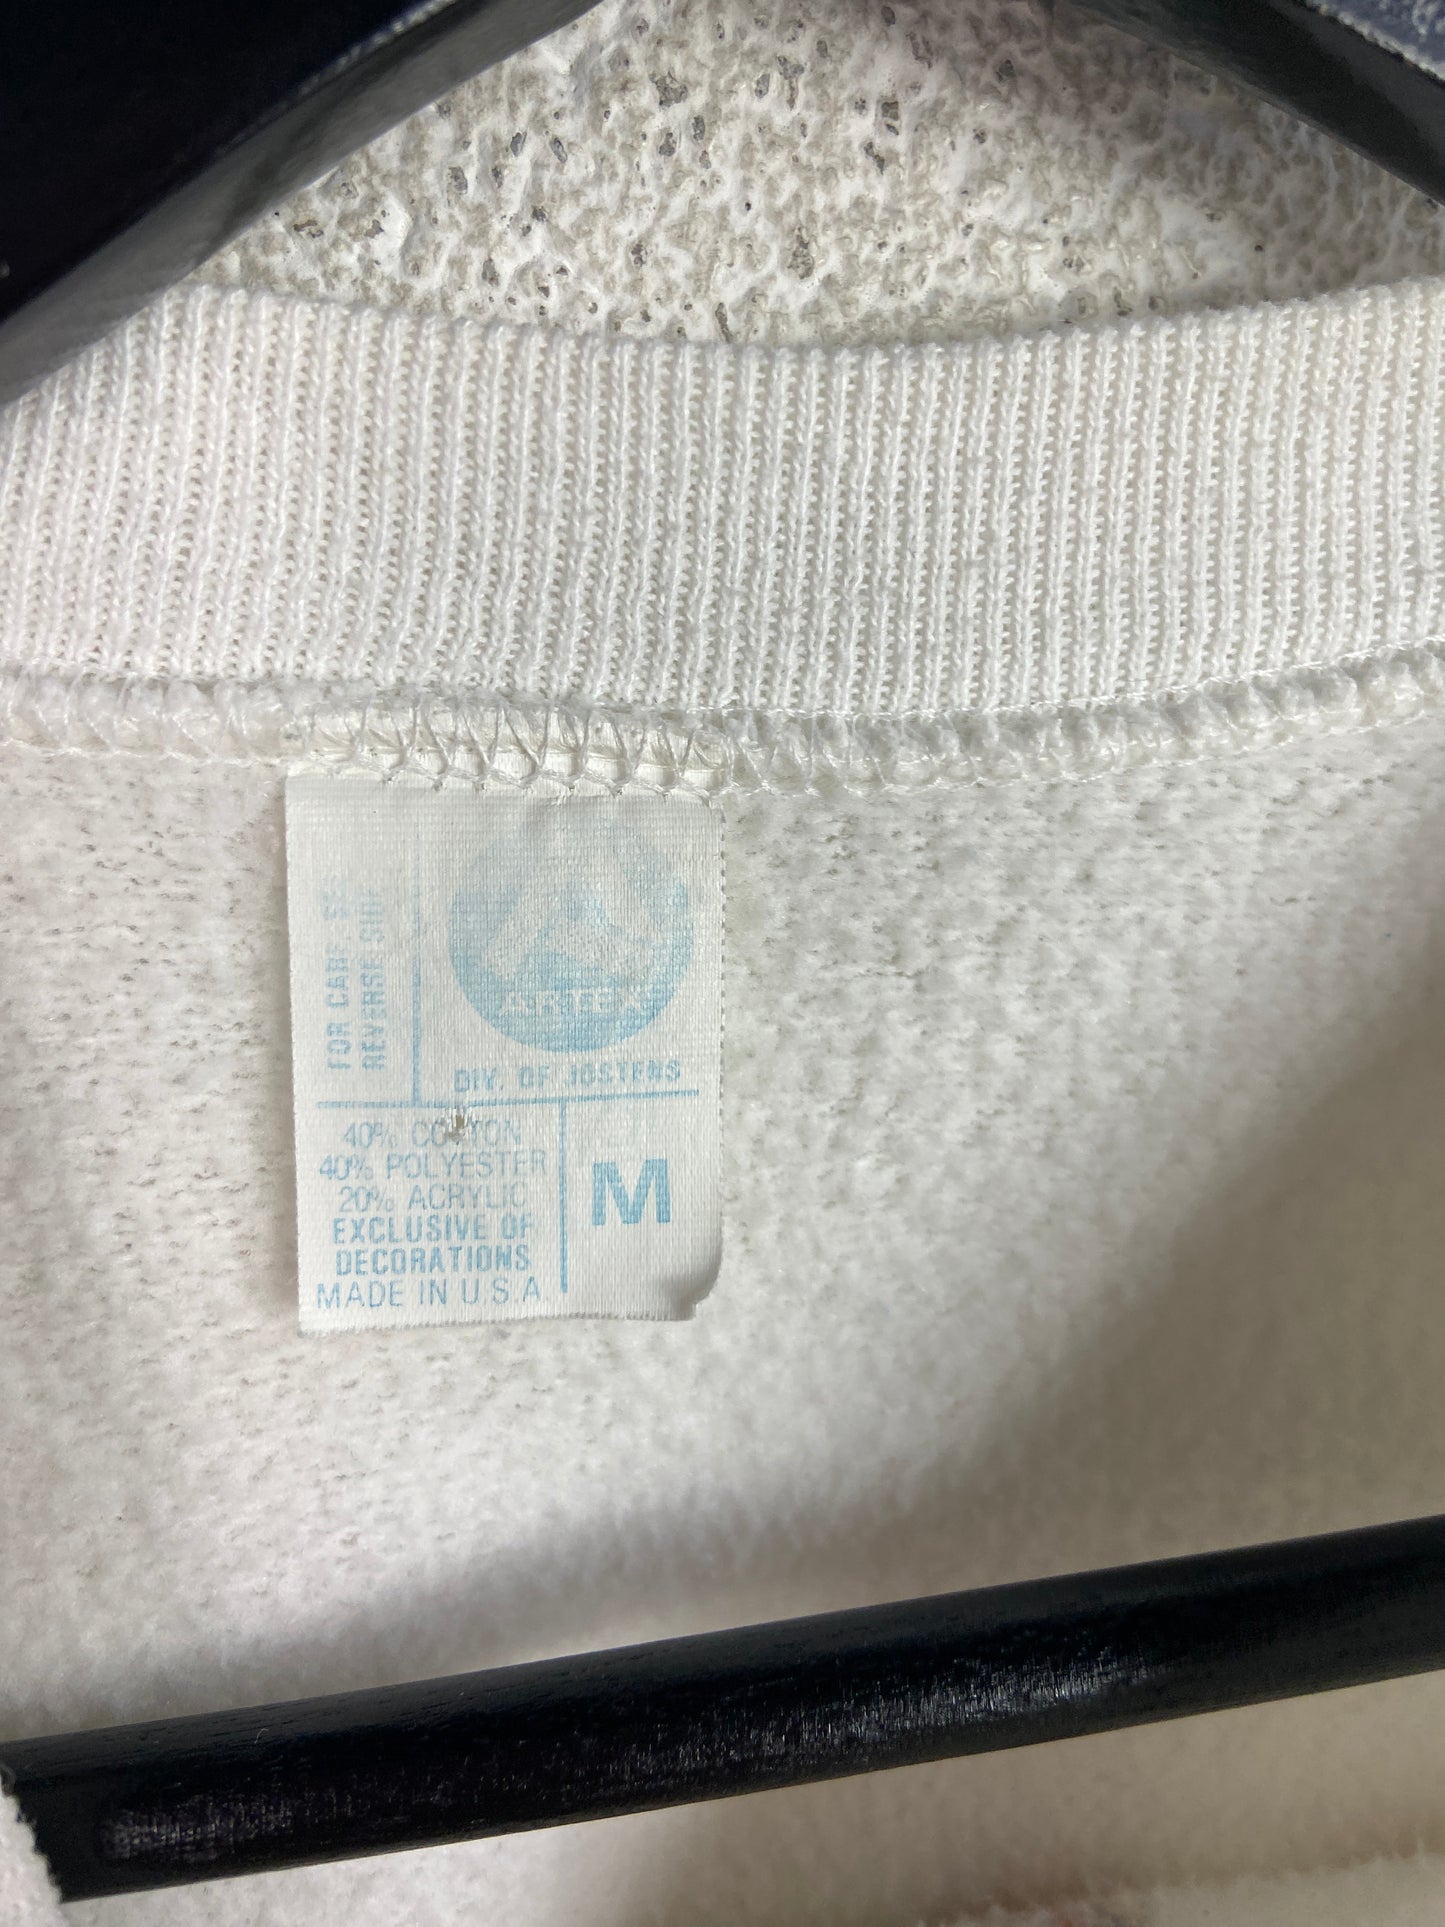 FOR CARE SEE
REVERSE SIDE
ARTEX
DIV. OF JOSTENS
40% COTTON
40% POLYESTER
20% ACRYLIC
EXCLUSIVE OF
DECORATIONS
MADE IN U.S.A.
M